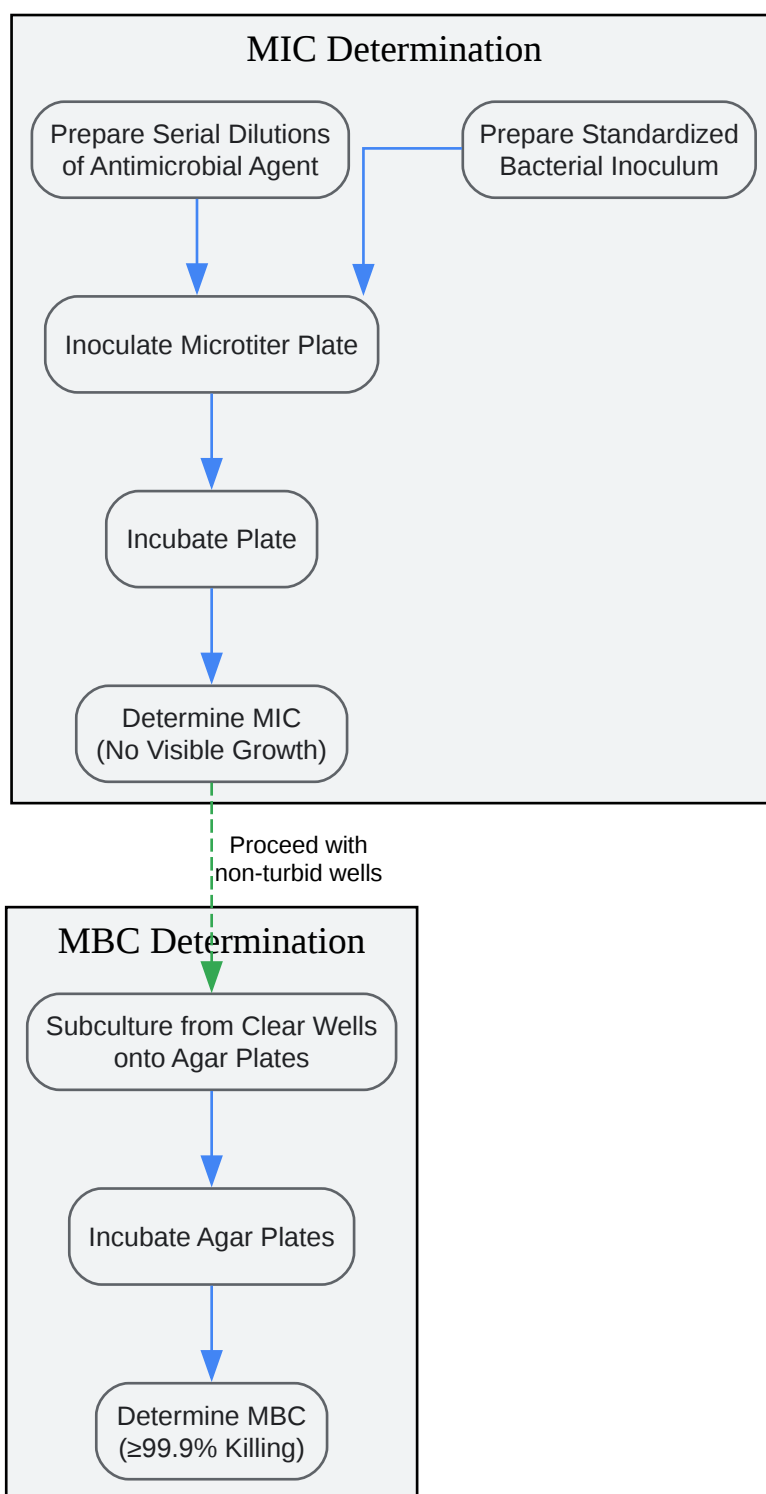 MIC Determination
Prepare Serial Dilutions
of Antimicrobial Agent
Prepare Standardized
Bacterial Inoculum
Inoculate Microtiter Plate
Incubate Plate
Determine MIC
(No Visible Growth)
Proceed with
non-turbid wells
MBC Determination
Subculture from Clear Wells
onto Agar Plates
Incubate Agar Plates
Determine MBC
(≥99.9% Killing)